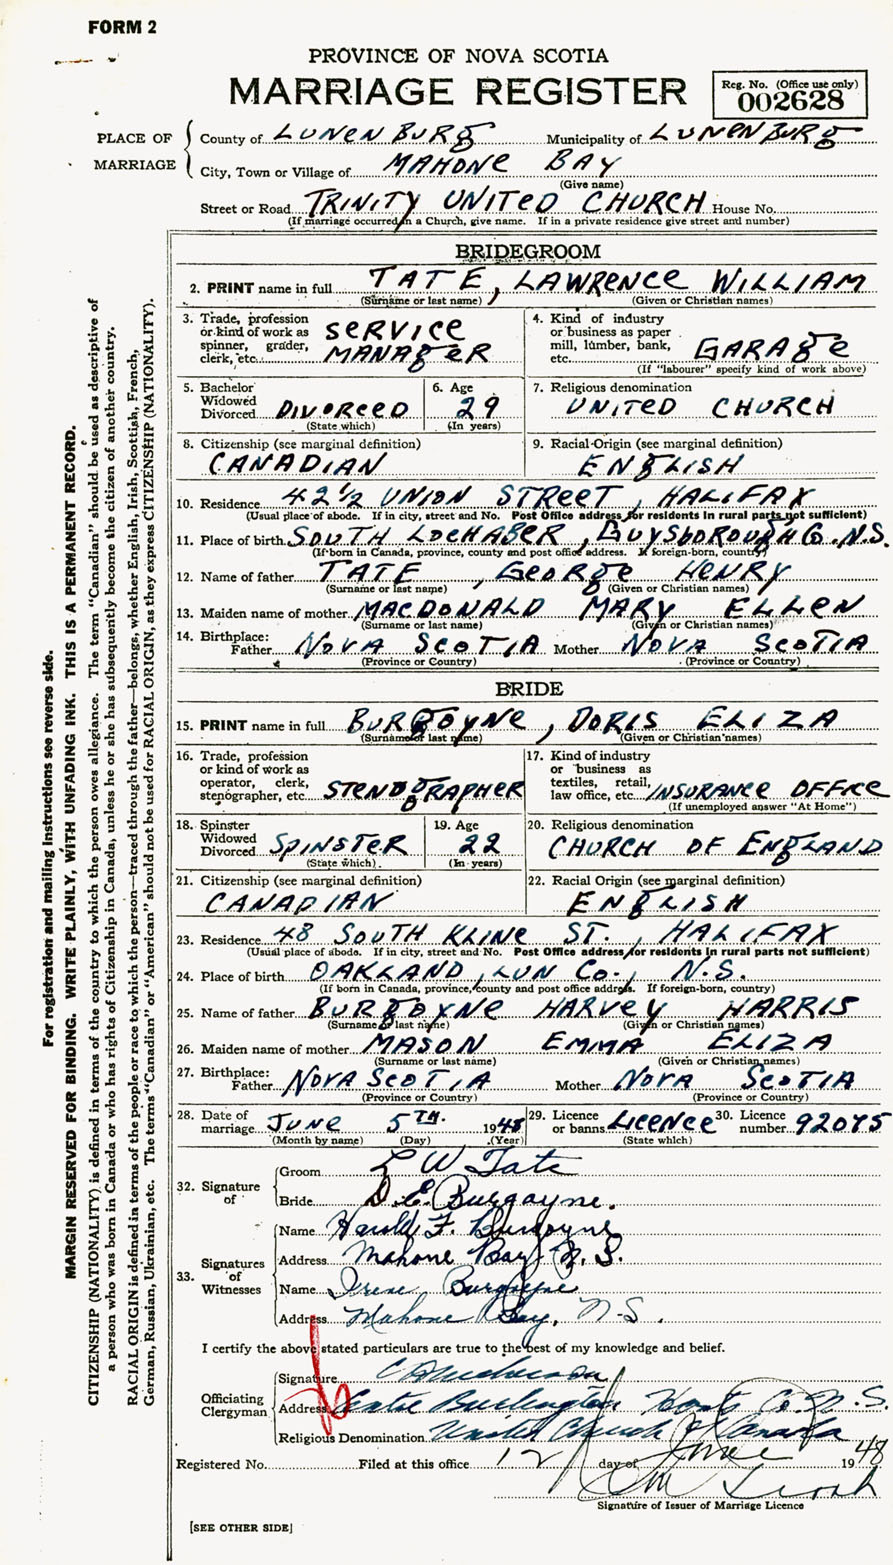 FORM 2
PROVINCE OF NOVA SCOTIA
MARRIAGE REGISTER
Reg. No. (Office use only)
002628
PLACE OF MARRIAGE
County of LUNENBURG Municipality of LUNENBURG
City, Town or Village of MAHONE BAY
(Give name)
Street or Road TRINITY UNITED CHURCH House No.
(If marriage occurred in a Church, give name. If in a private residence give street and number)
BRIDEGROOM
2. PRINT name in full TATE, LAWRENCE WILLIAM
(Surname or last name) (Given or Christian names)
3. Trade, profession or kind of work as spinner, grader, clerk, etc. SERVICE MANAGER
4. Kind of industry or business as paper mill, lumber, bank, etc. GARAGE
(If "labourer" specify kind of work above)
5. Bachelor Widowed Divorced DIVORCED
(State which)
6. Age 29
(In years)
7. Religious denomination
UNITED CHURCH
8. Citizenship (see marginal definition)
CANADIAN
9. Racial Origin (see marginal definition)
ENGLISH
10. Residence 42 1/2 UNION STREET, HALIFAX
(Usual place of abode. If in city, street and No. Post Office address for residents in rural parts not sufficient)
11. Place of birth SOUTH LOCHABER, GUYSBOROUGH G. N.S.
(If born in Canada, province, county and post office address. If foreign-born, country)
12. Name of father TATE, GEORGE HENRY
(Surname or last name) (Given or Christian names)
13. Maiden name of mother MACDONALD MARY ELLEN
(Surname or last name) (Given or Christian names)
14. Birthplace: Father NOVA SCOTIA Mother NOVA SCOTIA
(Province or Country) (Province or Country)
BRIDE
15. PRINT name in full BURGOYNE, DORIS ELIZA
(Surname or last name) (Given or Christian names)
16. Trade, profession or kind of work as operator, clerk, stenographer, etc. STENOGRAPHER
17. Kind of industry or business as textiles, retail, law office, etc. INSURANCE OFFICE
(If unemployed answer "At Home")
18. Spinster Widowed Divorced SPINSTER
(State which)
19. Age 22
(In years)
20. Religious denomination
CHURCH OF ENGLAND
21. Citizenship (see marginal definition)
CANADIAN
22. Racial Origin (see marginal definition)
ENGLISH
23. Residence 48 SOUTH KLINE ST., HALIFAX
(Usual place of abode. If in city, street and No. Post Office address for residents in rural parts not sufficient)
24. Place of birth OAKLAND, LUN CO., N.S.
(If born in Canada, province, county and post office address. If foreign-born, country)
25. Name of father BURGOYNE HARVEY HARRIS
(Surname or last name) (Given or Christian names)
26. Maiden name of mother MASON EMMA ELIZA
(Surname or last name) (Given or Christian names)
27. Birthplace: Father NOVA SCOTIA Mother NOVA SCOTIA
(Province or Country) (Province or Country)
28. Date of marriage JUNE 5TH 1948
(Month by name) (Day) (Year)
29. Licence or banns LICENCE
(State which)
30. Licence number 92075
32. Signature of
Groom L W Tate
Bride D. E. Burgoyne.
33. Signatures of Witnesses
Name Harold F. Burgoyne
Address Mahone Bay, N. S.
Name Irene Burgoyne
Address Mahone Bay, N-S.
I certify the above stated particulars are true to the best of my knowledge and belief.
Officiating Clergyman
Signature
Address Centre Burlington Hants Co. N. S.
Religious Denomination United Church of Canada
Registered No. Filed at this office 12 day of June 1948
Signature of Issuer of Marriage Licence
[SEE OTHER SIDE]
For registration and mailing instructions see reverse side.
MARGIN RESERVED FOR BINDING. WRITE PLAINLY, WITH UNFADING INK. THIS IS A PERMANENT RECORD.
CITIZENSHIP (NATIONALITY) is defined in terms of the country to which the person owes allegiance. The term "Canadian" should be used as descriptive of
a person who was born in Canada or who has rights of Citizenship in Canada, unless he or she has subsequently become the citizen of another country.
RACIAL ORIGIN is defined in terms of the people or race to which the person—traced through the father—belongs, whether English, Irish, Scottish, French,
German, Russian, Ukrainian, etc. The terms "Canadian" or "American" should not be used for RACIAL ORIGIN, as they express CITIZENSHIP (NATIONALITY).